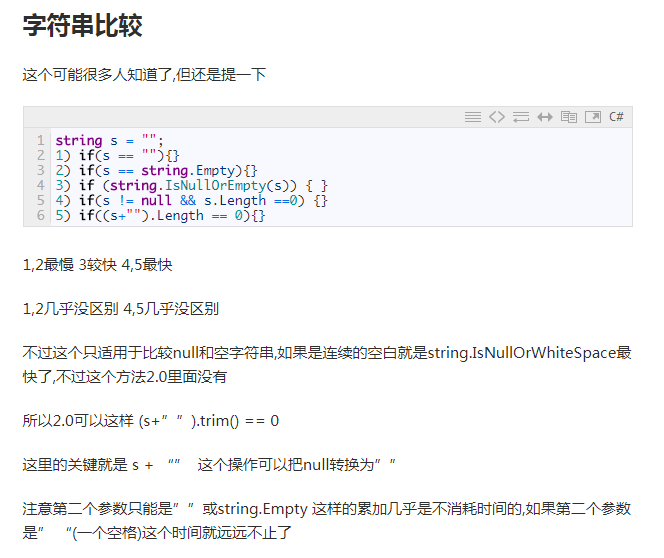 字符串比较
这个可能很多人知道了,但还是提一下
C#
1 string s = "";
2 1) if(s == ""){}
3 2) if(s == string.Empty){}
4 3) if (string.IsNullOrEmpty(s)) { }
5 4) if(s != null && s.Length ==0) {}
6 5) if((s+"").Length == 0){}
1,2最慢 3较快 4,5最快
1,2几乎没区别 4,5几乎没区别
不过这个只适用于比较null和空字符串,如果是连续的空白就是string.IsNullOrWhiteSpace最
快了,不过这个方法2.0里面没有
所以2.0可以这样 (s+” ” ).trim() == 0
这里的关键就是 s + “” 这个操作可以把null转换为” ”
注意第二个参数只能是” ” 或string.Empty 这样的累加几乎是不消耗时间的,如果第二个参数
是” “(一个空格)这个时间就远远不止了